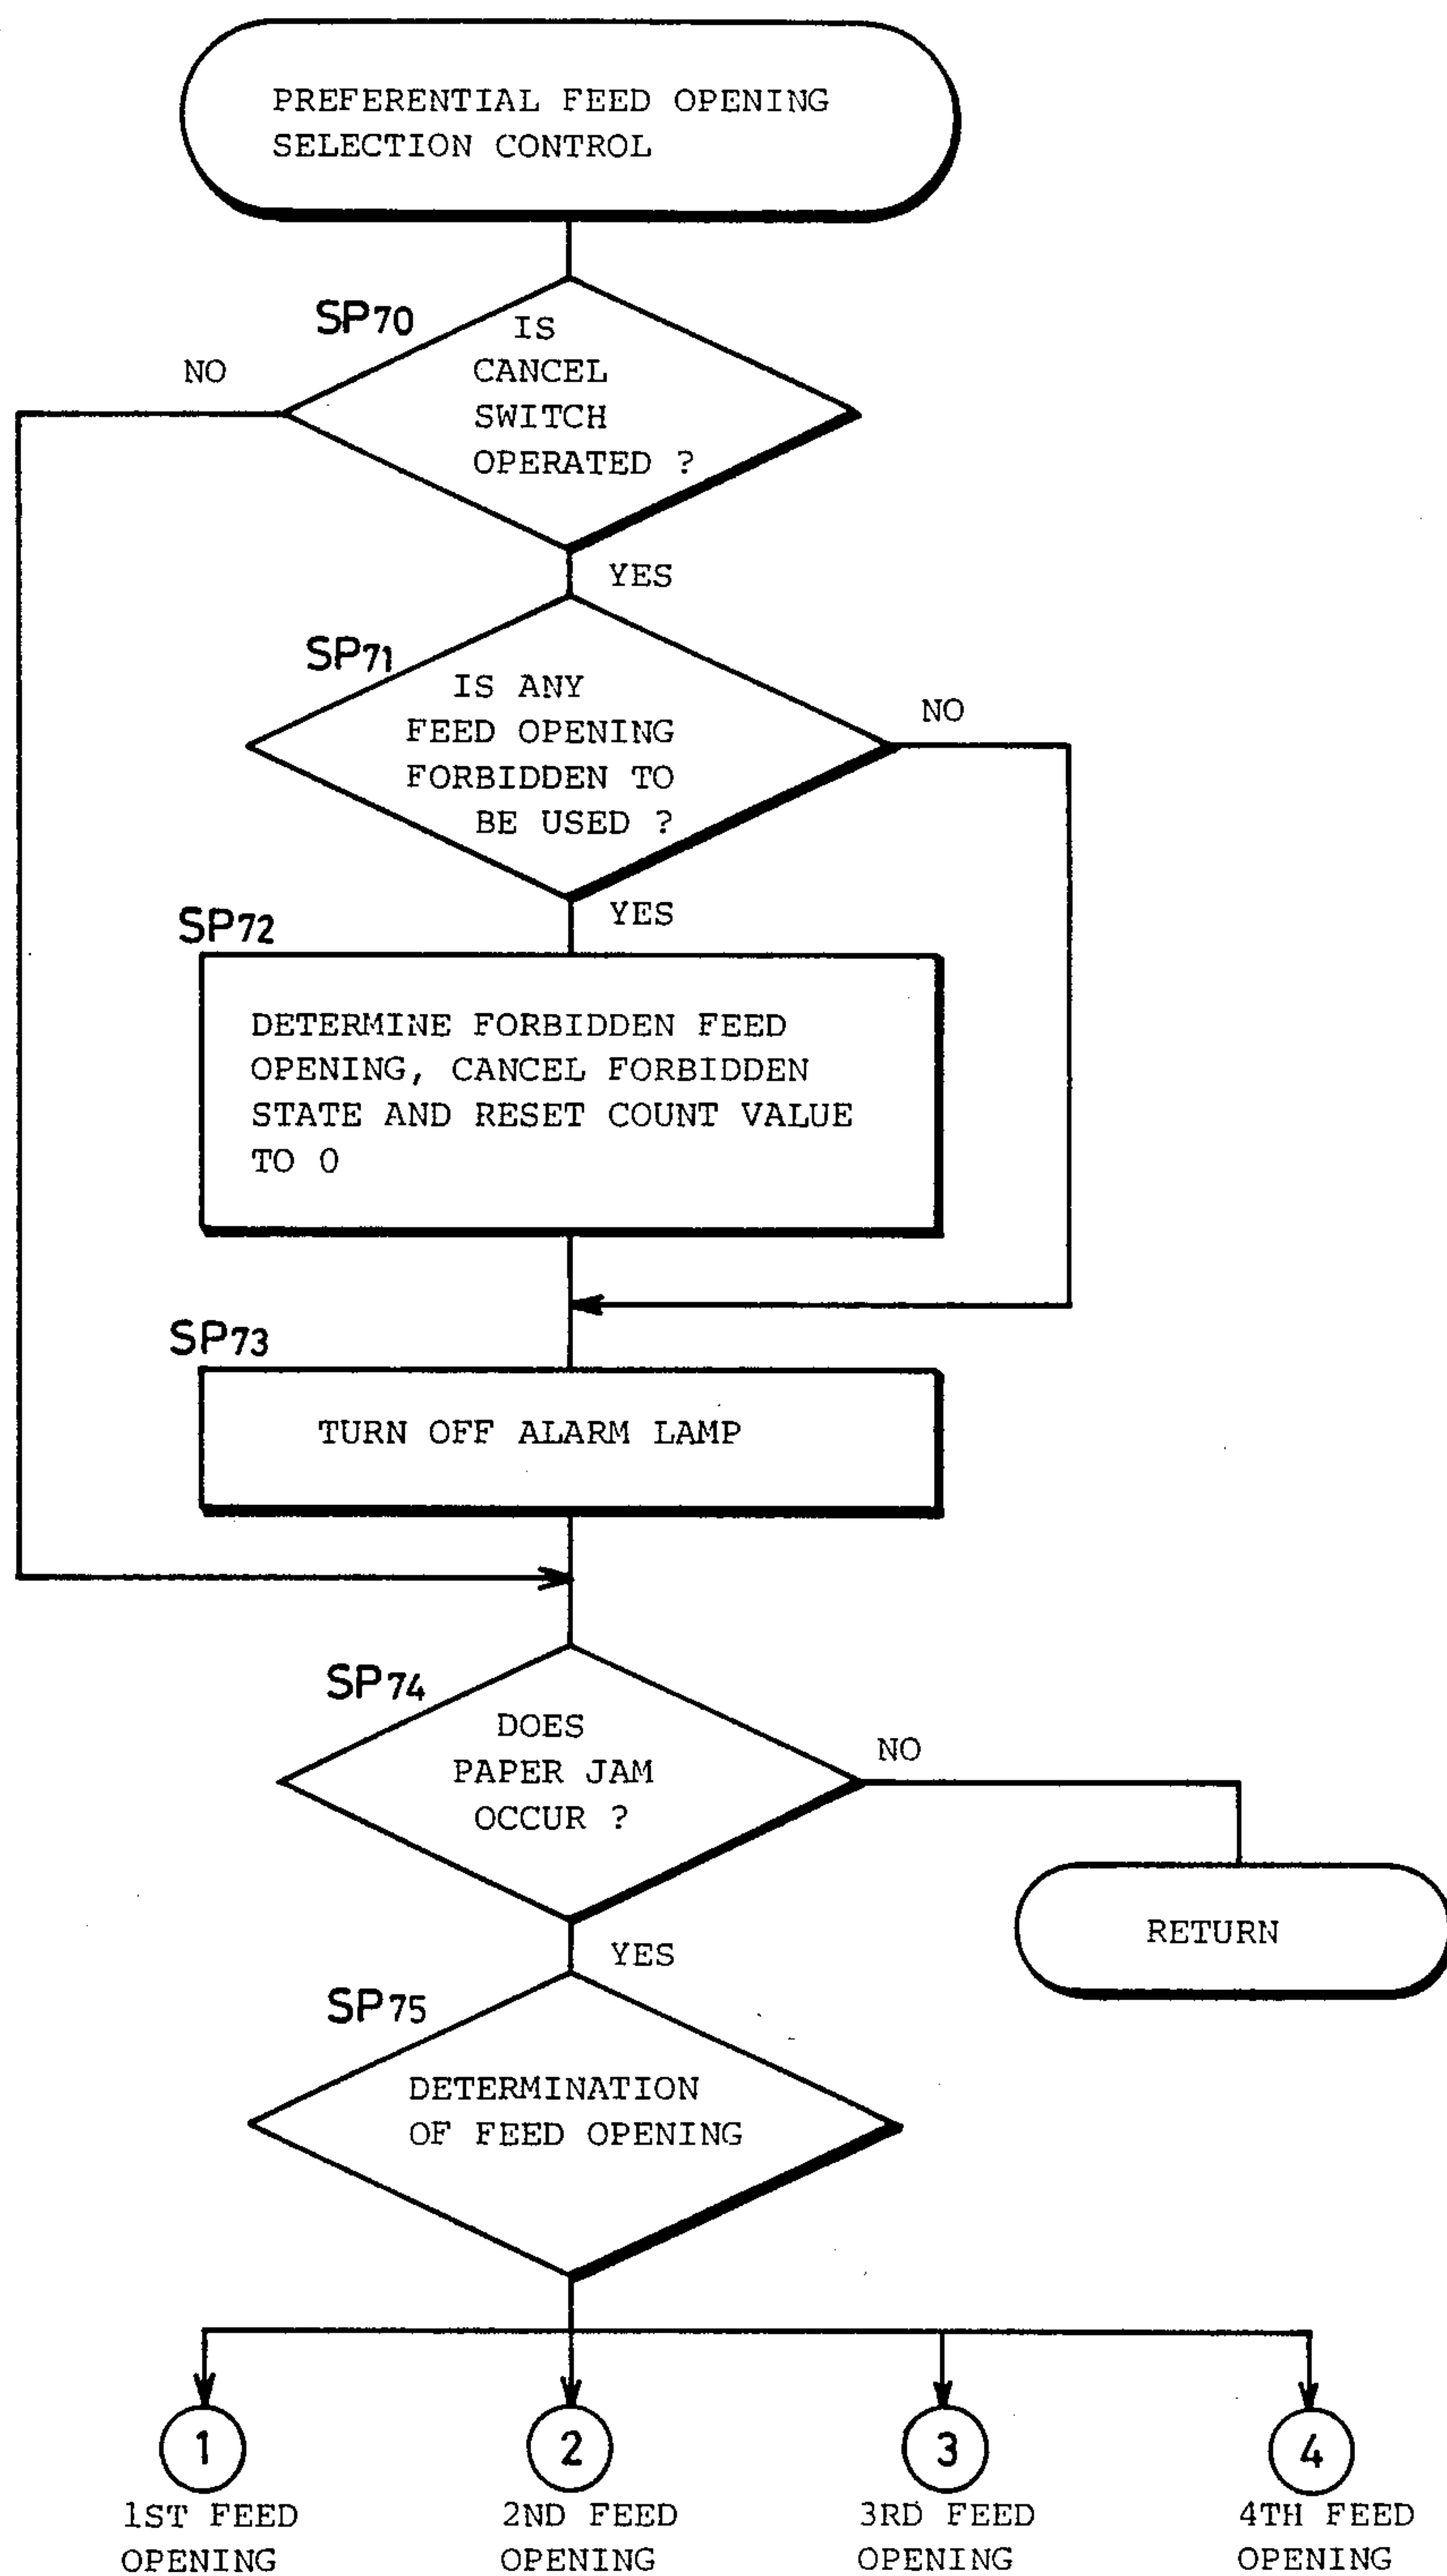 PREFERENTIAL FEED OPENING
SELECTION CONTROL
SP70
IS
CANCEL
SWITCH
OPERATED ?
NO
YES
SP71
IS ANY
FEED OPENING
FORBIDDEN TO
BE USED ?
NO
YES
SP72
DETERMINE FORBIDDEN FEED
OPENING, CANCEL FORBIDDEN
STATE AND RESET COUNT VALUE
TO 0
SP73
TURN OFF ALARM LAMP
SP74
DOES
PAPER JAM
OCCUR ?
NO
RETURN
YES
SP75
DETERMINATION
OF FEED OPENING
1
2
3
4
1ST FEED
OPENING
2ND FEED
OPENING
3RD FEED
OPENING
4TH FEED
OPENING